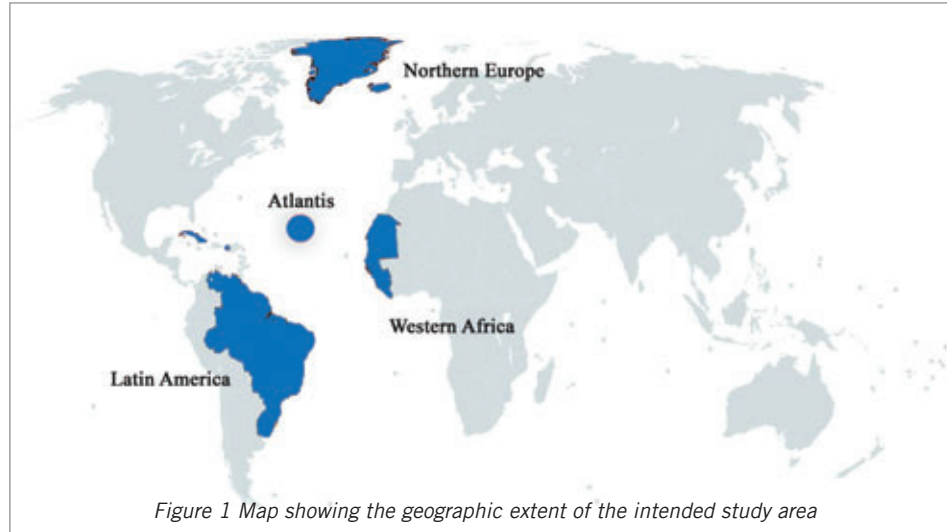 Northern Europe
Atlantis
Western Africa
Latin America
Figure 1 Map showing the geographic extent of the intended study area